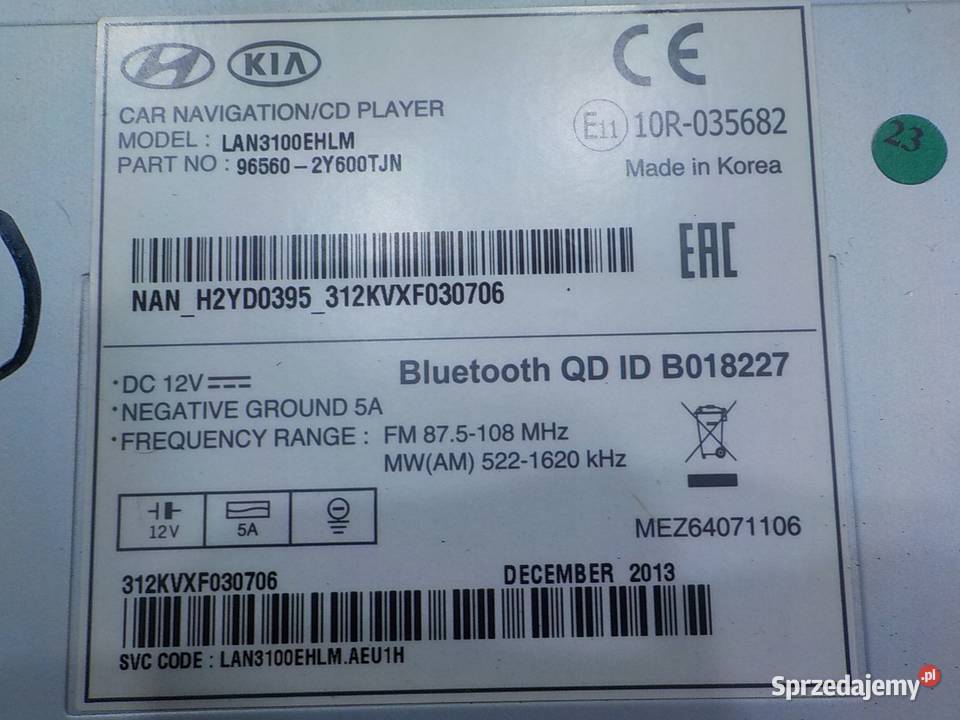 HYUNDAI KIA
CE
CAR NAVIGATION/CD PLAYER
MODEL : LAN3100EHLM
PART NO : 96560-2Y600TJN
E11 10R-035682
Made in Korea
23
EAC
NAN_H2YD0395_312KVXF030706
Bluetooth QD ID B018227
·DC 12V
·NEGATIVE GROUND 5A
·FREQUENCY RANGE : FM 87.5-108 MHz
MW(AM) 522-1620 kHz
12V 5A
MEZ64071106
312KVXF030706
DECEMBER 2013
SVC CODE : LAN3100EHLM.AEU1H
Sprzedajemy.pl